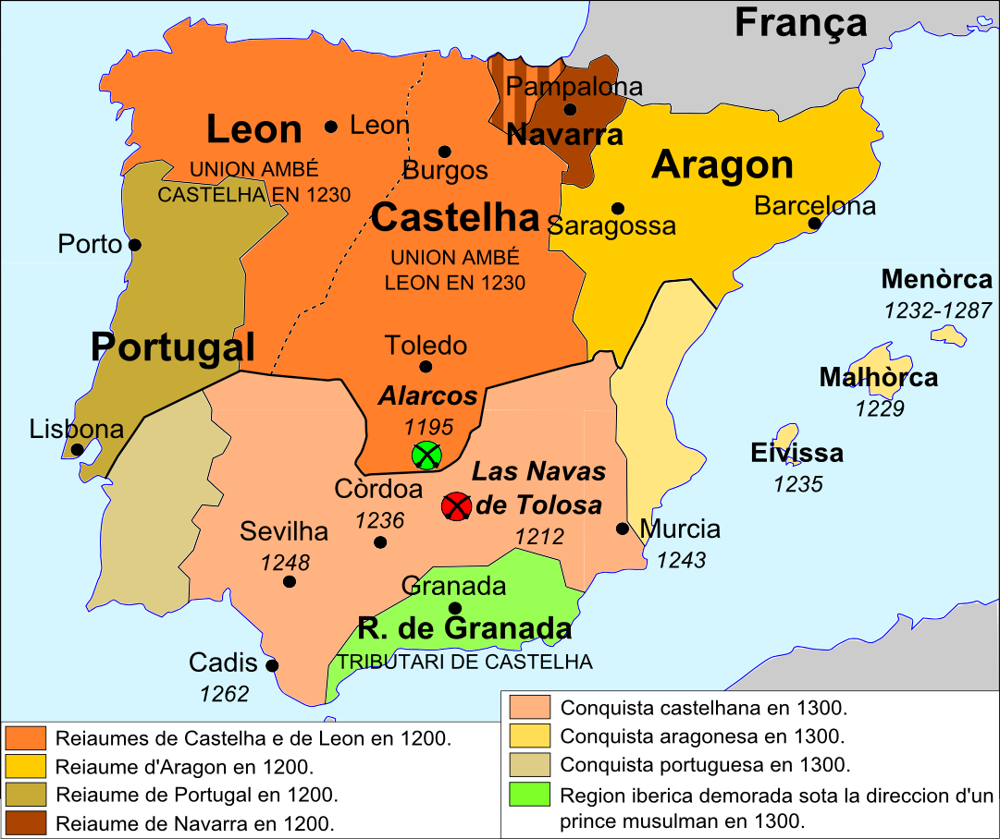 França
Leon
Leon
UNION AMBÉ
CASTELHA EN 1230
Pampalona
Navarra
Burgos
Aragon
Castelha
Saragossa
Barcelona
UNION AMBÉ
LEON EN 1230
Porto
Portugal
Toledo
Alarcos
1195
Menòrca
1232-1287
Malhòrca
1229
Eivissa
1235
Lisbona
Las Navas
de Tolosa
1212
Còrdoa
1236
Sevilha
1248
Murcia
1243
Granada
R. de Granada
TRIBUTARI DE CASTELHA
Cadis
1262
Reiaumes de Castelha e de Leon en 1200.
Reiaume d'Aragon en 1200.
Reiaume de Portugal en 1200.
Reiaume de Navarra en 1200.
Conquista castelhana en 1300.
Conquista aragonesa en 1300.
Conquista portuguesa en 1300.
Region iberica demorada sota la direccion d'un
prince musulman en 1300.